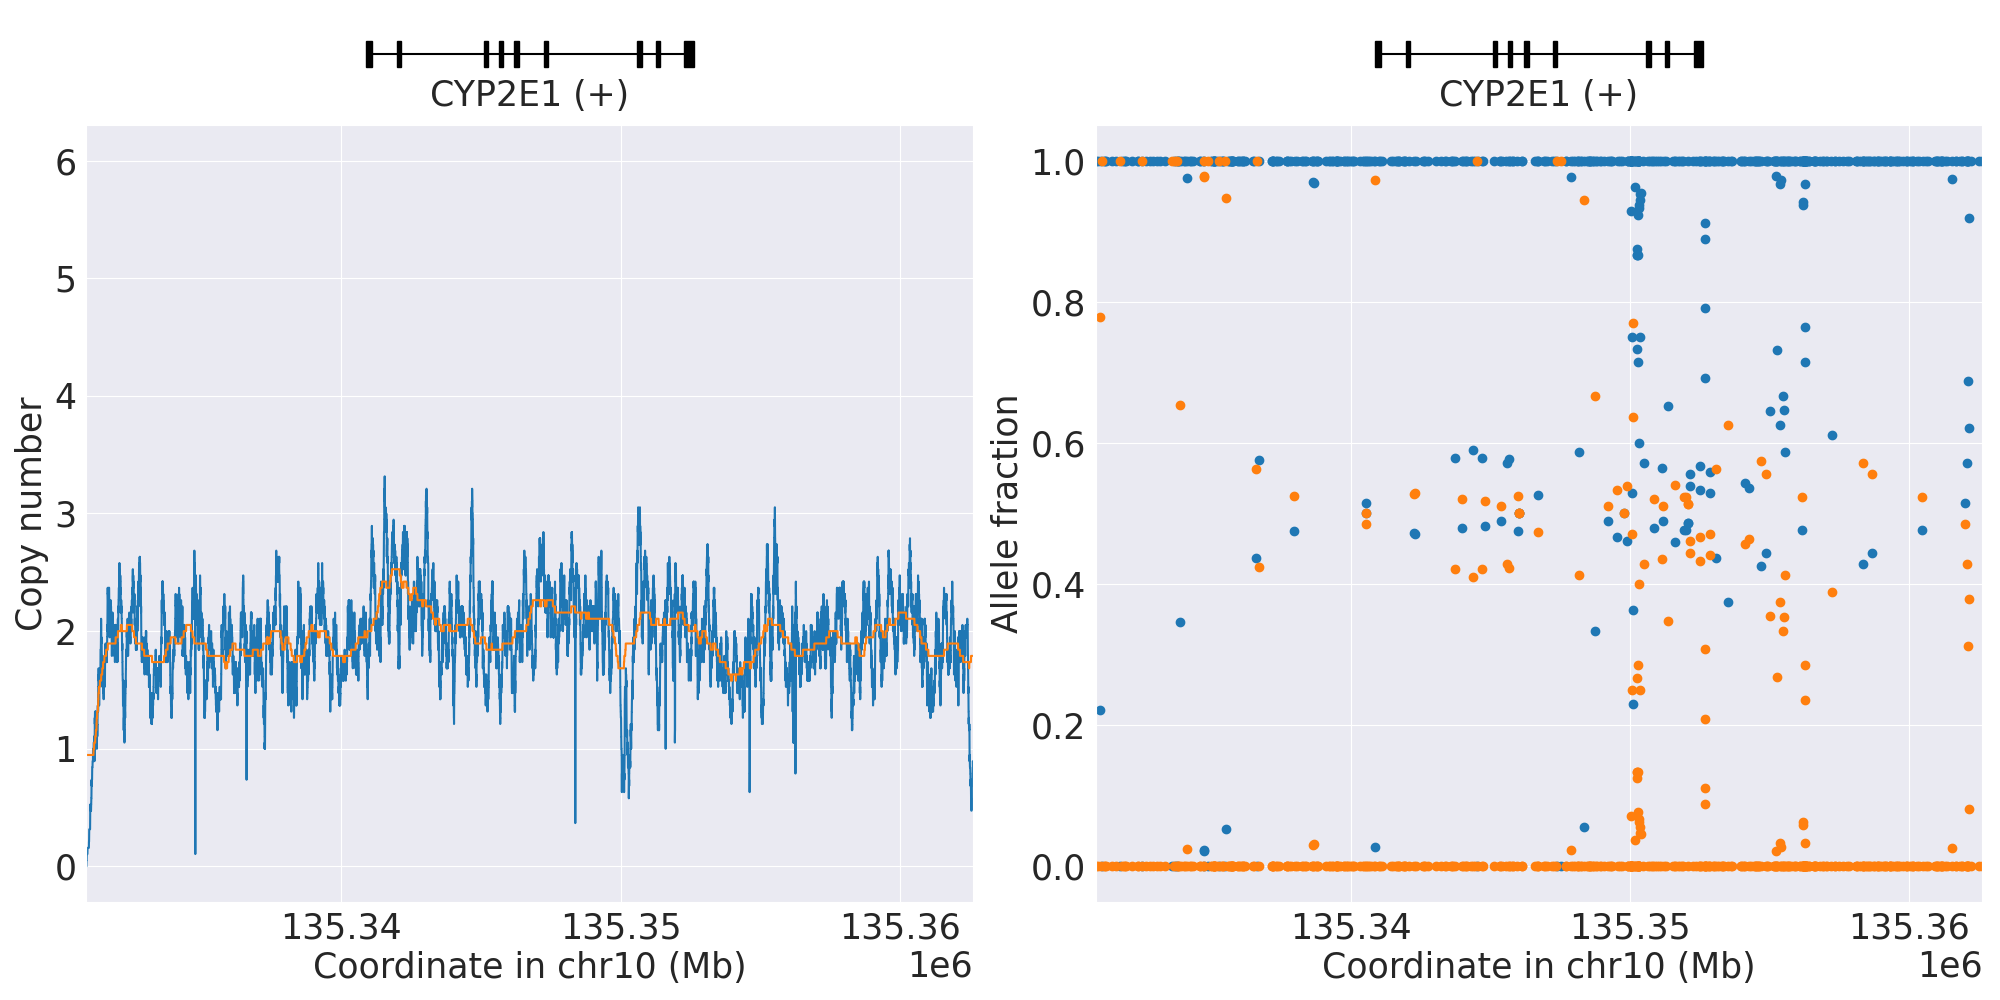 CYP2E1 (+)
6
5
4
3
2
1
0
Copy number
135.34 135.35 135.36
Coordinate in chr10 (Mb)
1e6
CYP2E1 (+)
1.0
0.8
0.6
0.4
0.2
0.0
Allele fraction
135.34 135.35 135.36
Coordinate in chr10 (Mb)
1e6